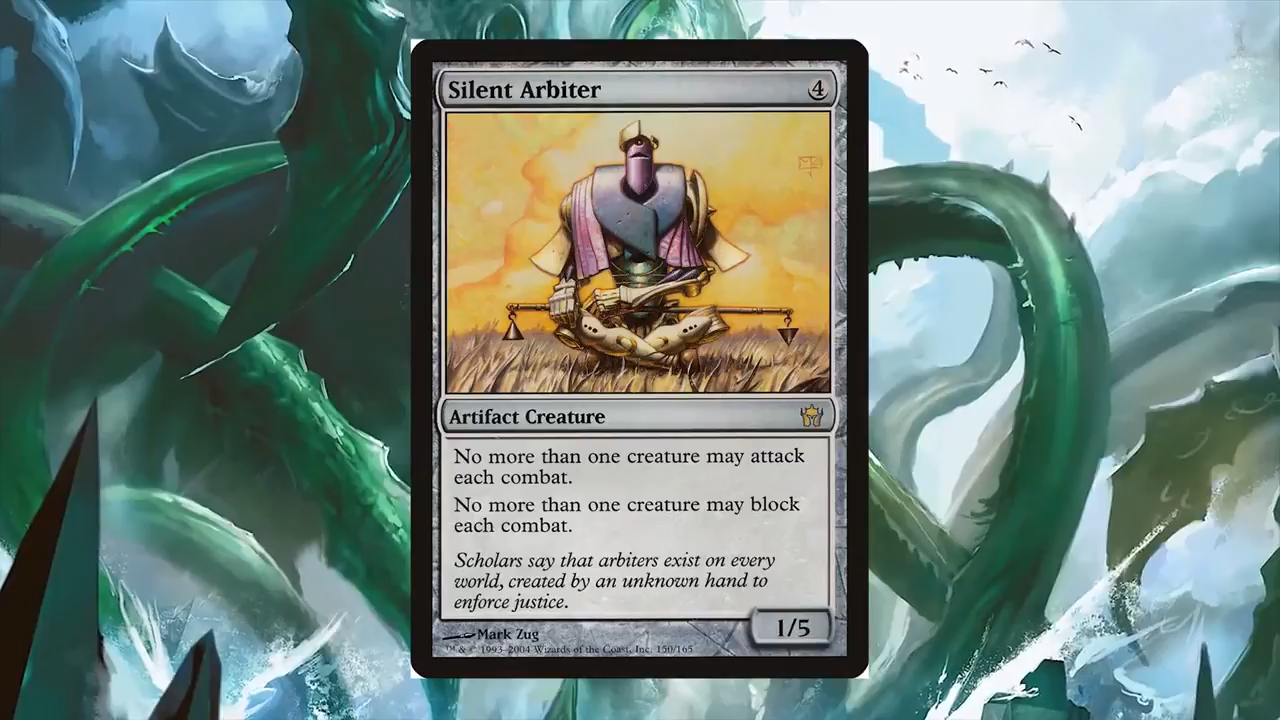 Silent Arbiter 4
Artifact Creature
No more than one creature may attack
each combat.
No more than one creature may block
each combat.
Scholars say that arbiters exist on every
world, created by an unknown hand to
enforce justice.
1/5
Mark Zug
™ & © 1993–2004 Wizards of the Coast, Inc. 150/165